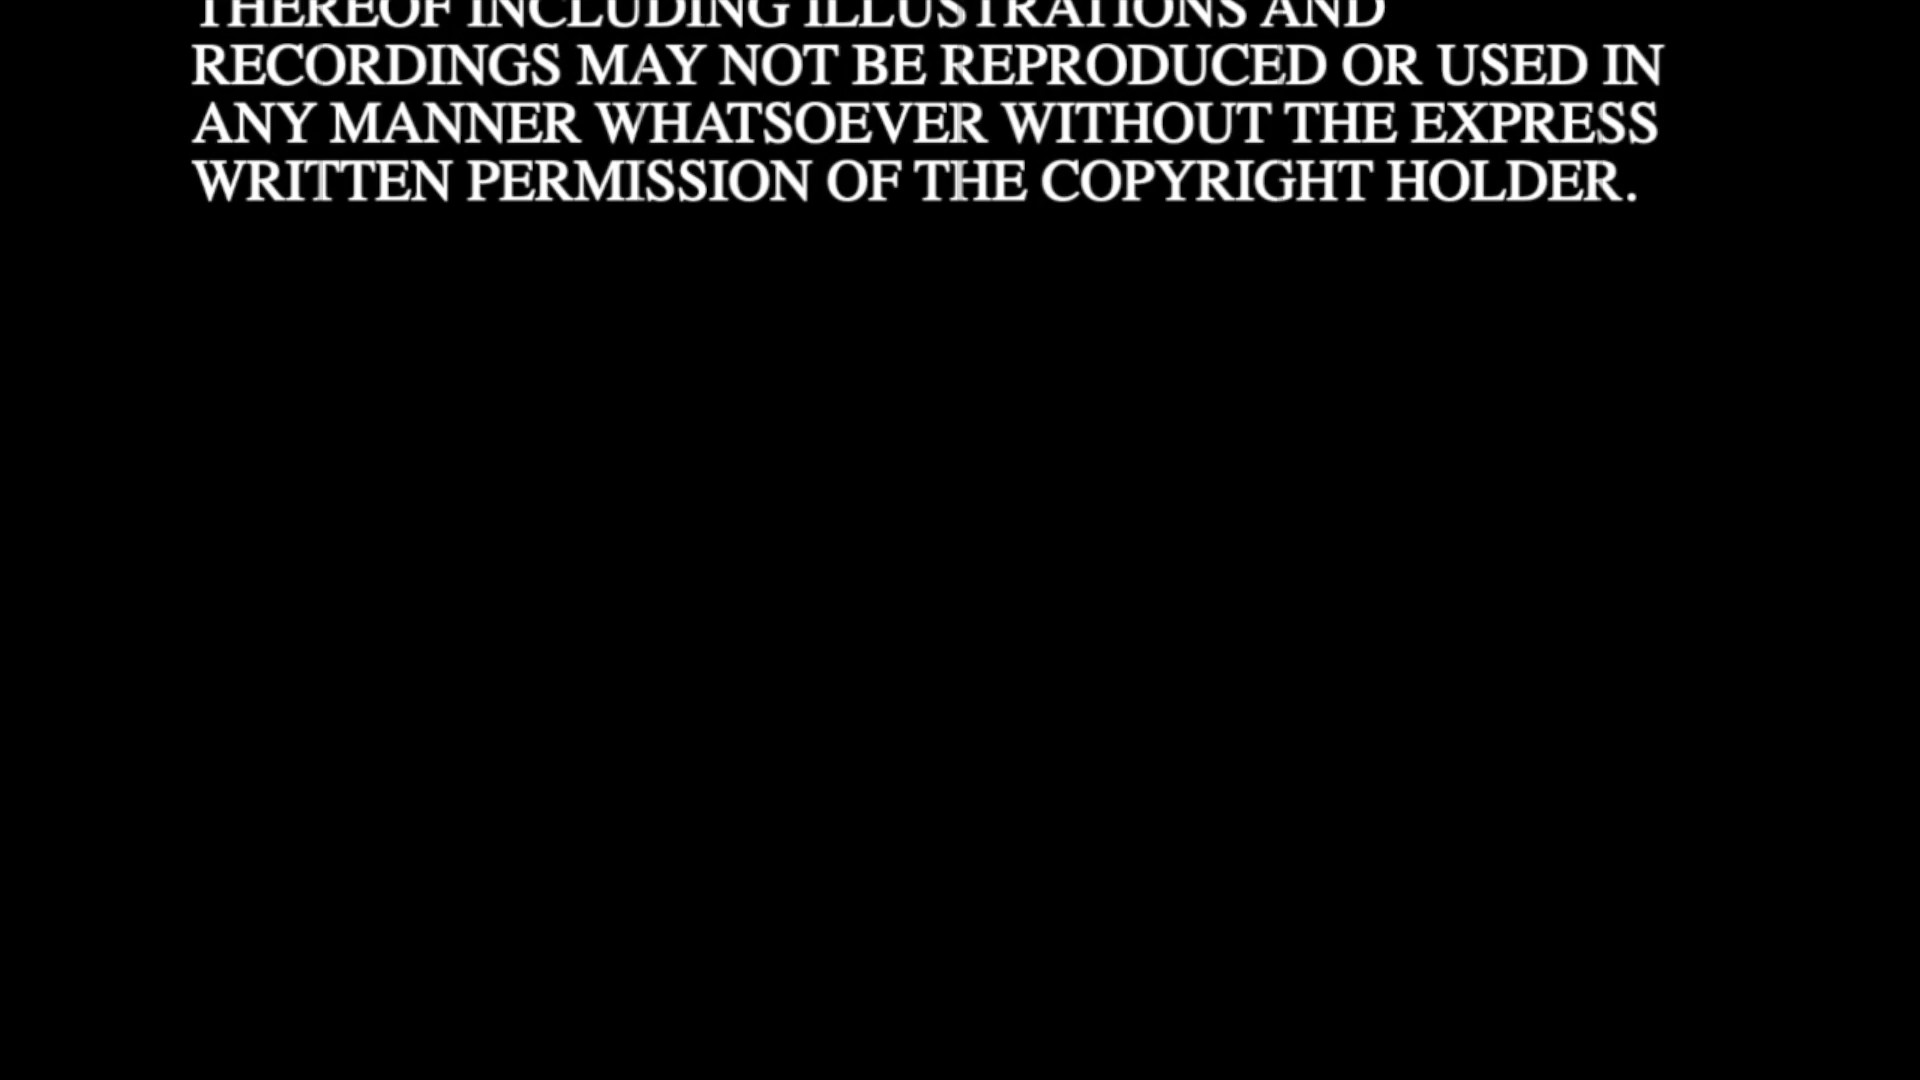 THEREOF INCLUDING ILLUSTRATIONS AND
RECORDINGS MAY NOT BE REPRODUCED OR USED IN
ANY MANNER WHATSOEVER WITHOUT THE EXPRESS
WRITTEN PERMISSION OF THE COPYRIGHT HOLDER.